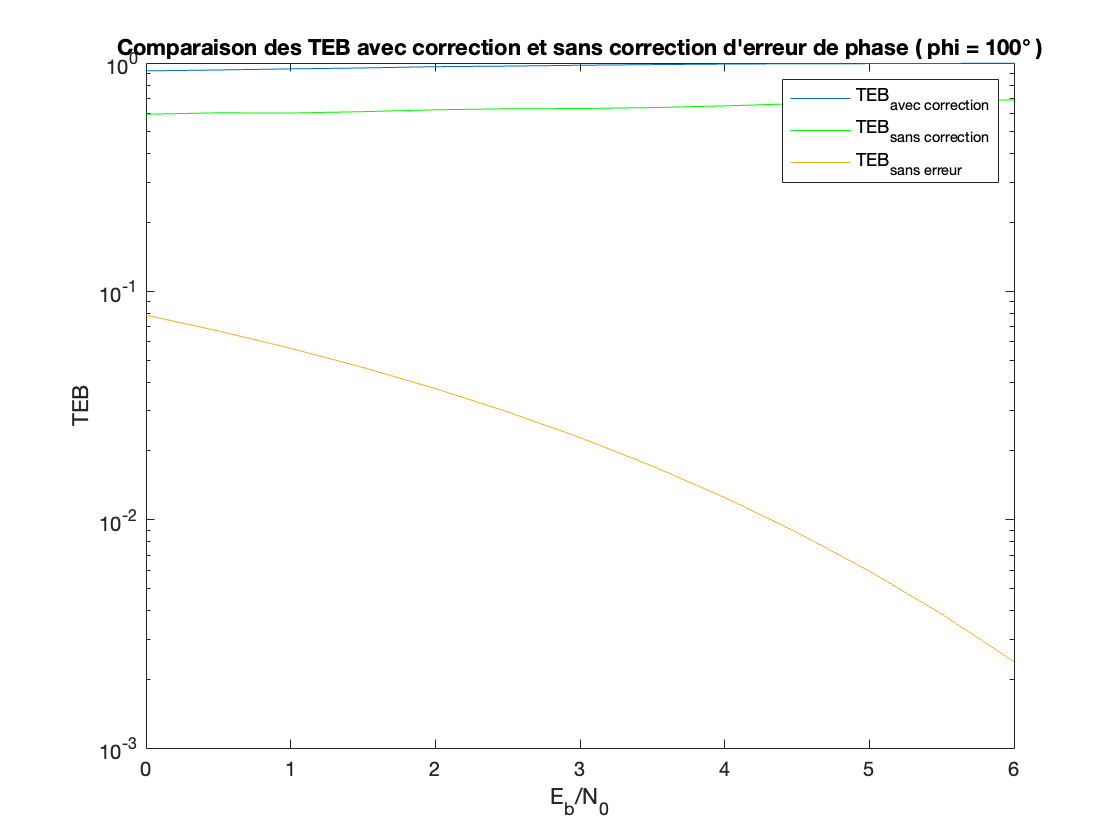 Comparaison des TEB avec correction et sans correction d'erreur de phase ( phi = 100° )
10^0
TEB_avec correction
TEB_sans correction
TEB_sans erreur
10^-1
TEB
10^-2
10^-3
0 1 2 3 4 5 6
E_b/N_0